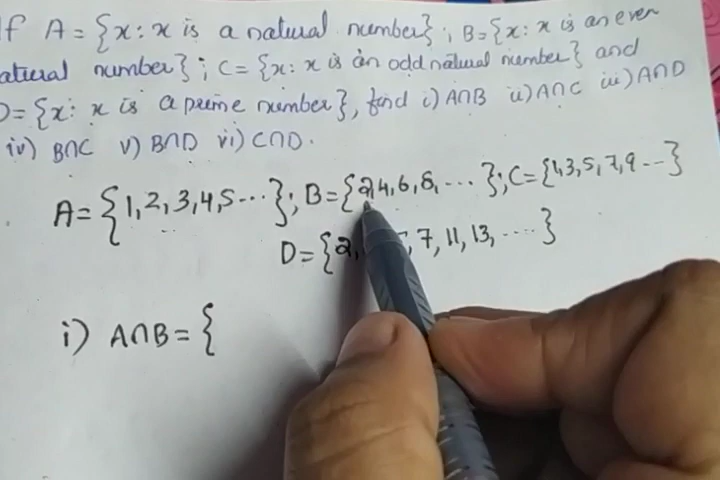 If A = {x: x is a natural number}; B={x: x is an even
natural number}; C = {x: x is an odd natural number} and
D={x: x is a prime number}, find i) A∩B ii) A∩C iii) A∩D
iv) B∩C v) B∩D vi) C∩D.
A = {1, 2, 3, 4, 5 ...}; B={2,4, 6, 8, ...}; C={1,3,5,7,9 ...}
D={2, 7, 11, 13, ....}
i) A∩B = {